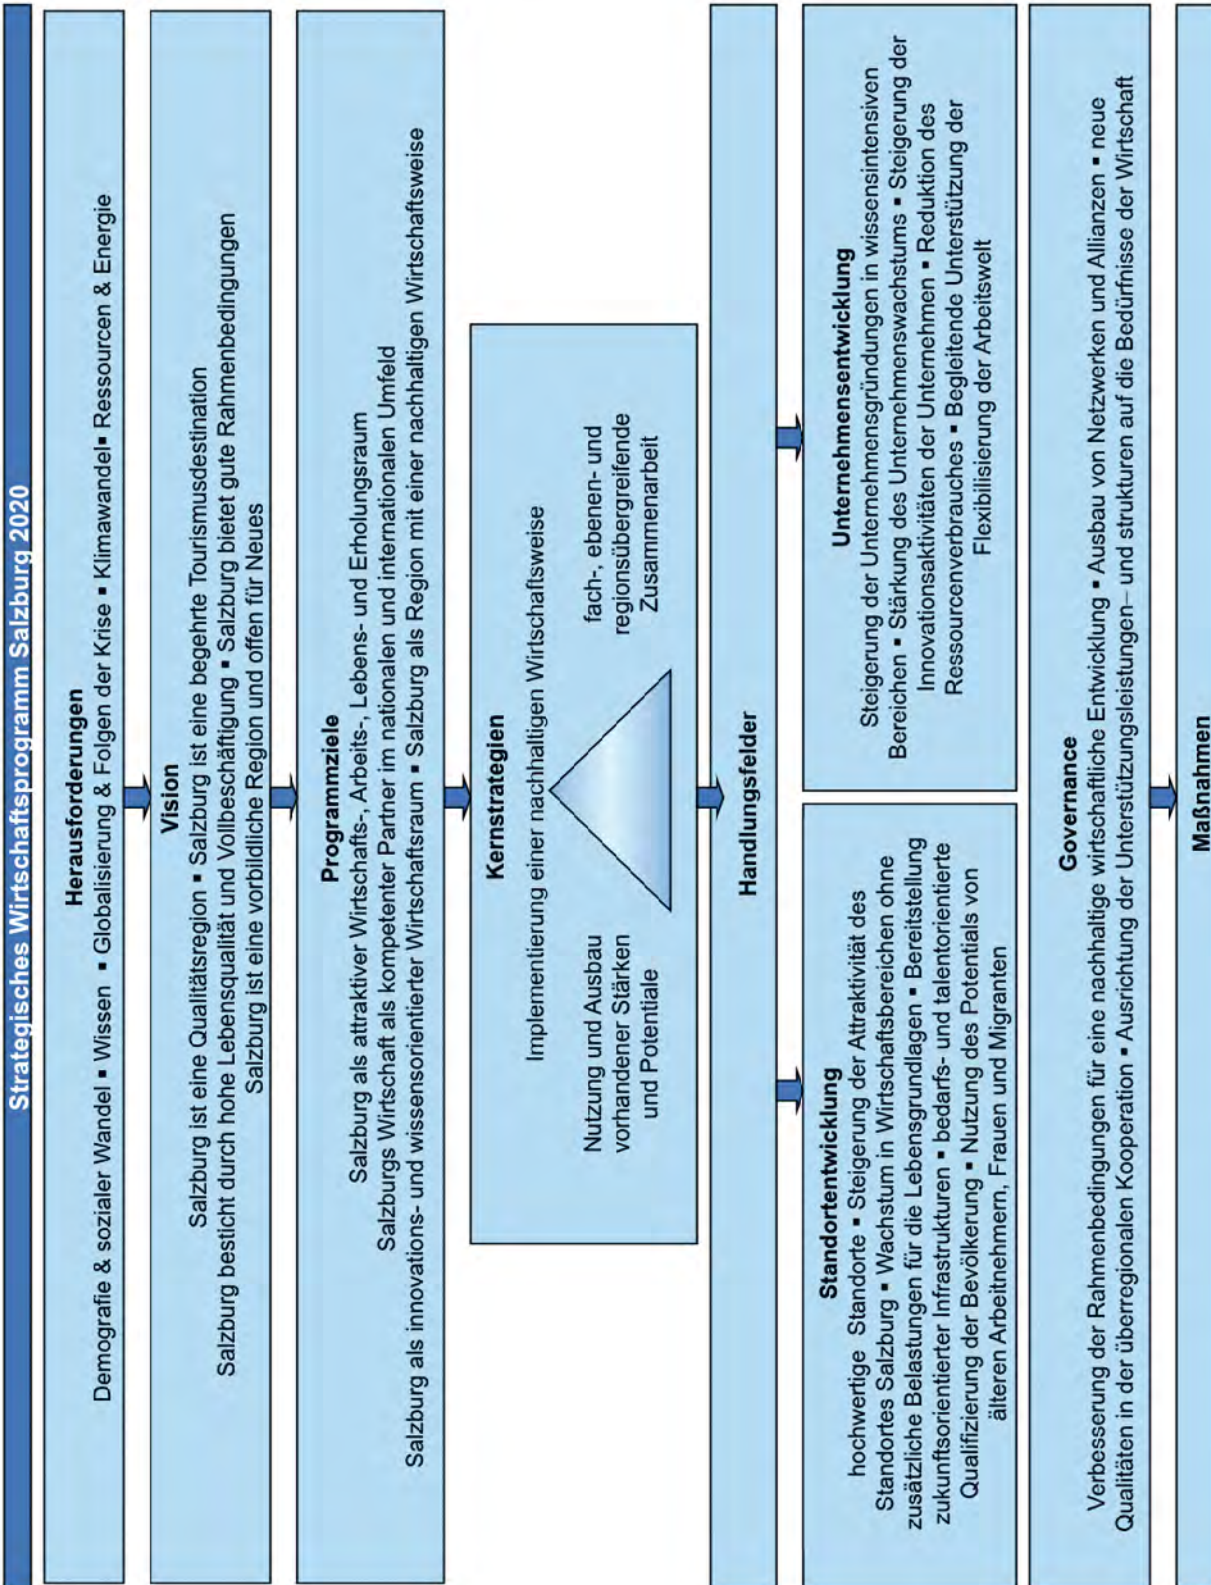 Strategisches Wirtschaftsprogramm Salzburg 2020
Herausforderungen
Demografie & sozialer Wandel ▪ Wissen ▪ Globalisierung & Folgen der Krise ▪ Klimawandel▪ Ressourcen & Energie
Vision
Salzburg ist eine Qualitätsregion ▪ Salzburg ist eine begehrte Tourismusdestination
Salzburg besticht durch hohe Lebensqualität und Vollbeschäftigung ▪ Salzburg bietet gute Rahmenbedingungen
Salzburg ist eine vorbildliche Region und offen für Neues
Programmziele
Salzburg als attraktiver Wirtschafts-, Arbeits-, Lebens- und Erholungsraum
Salzburgs Wirtschaft als kompetenter Partner im nationalen und internationalen Umfeld
Salzburg als innovations- und wissensorientierter Wirtschaftsraum ▪ Salzburg als Region mit einer nachhaltigen Wirtschaftsweise
Kernstrategien
Implementierung einer nachhaltigen Wirtschaftsweise
Nutzung und Ausbau
vorhandener Stärken
und Potentiale
fach-, ebenen- und
regionsübergreifende
Zusammenarbeit
Handlungsfelder
Standortentwicklung
hochwertige Standorte ▪ Steigerung der Attraktivität des
Standortes Salzburg ▪ Wachstum in Wirtschaftsbereichen ohne
zusätzliche Belastungen für die Lebensgrundlagen ▪ Bereitstellung
zukunftsorientierter Infrastrukturen ▪ bedarfs- und talentorientierte
Qualifizierung der Bevölkerung ▪ Nutzung des Potentials von
älteren Arbeitnehmern, Frauen und Migranten
Unternehmensentwicklung
Steigerung der Unternehmensgründungen in wissensintensiven
Bereichen ▪ Stärkung des Unternehmenswachstums ▪ Steigerung der
Innovationsaktivitäten der Unternehmen ▪ Reduktion des
Ressourcenverbrauches ▪ Begleitende Unterstützung der
Flexibilisierung der Arbeitswelt
Governance
Verbesserung der Rahmenbedingungen für eine nachhaltige wirtschaftliche Entwicklung ▪ Ausbau von Netzwerken und Allianzen ▪ neue
Qualitäten in der überregionalen Kooperation ▪ Ausrichtung der Unterstützungsleistungen– und strukturen auf die Bedürfnisse der Wirtschaft
Maßnahmen